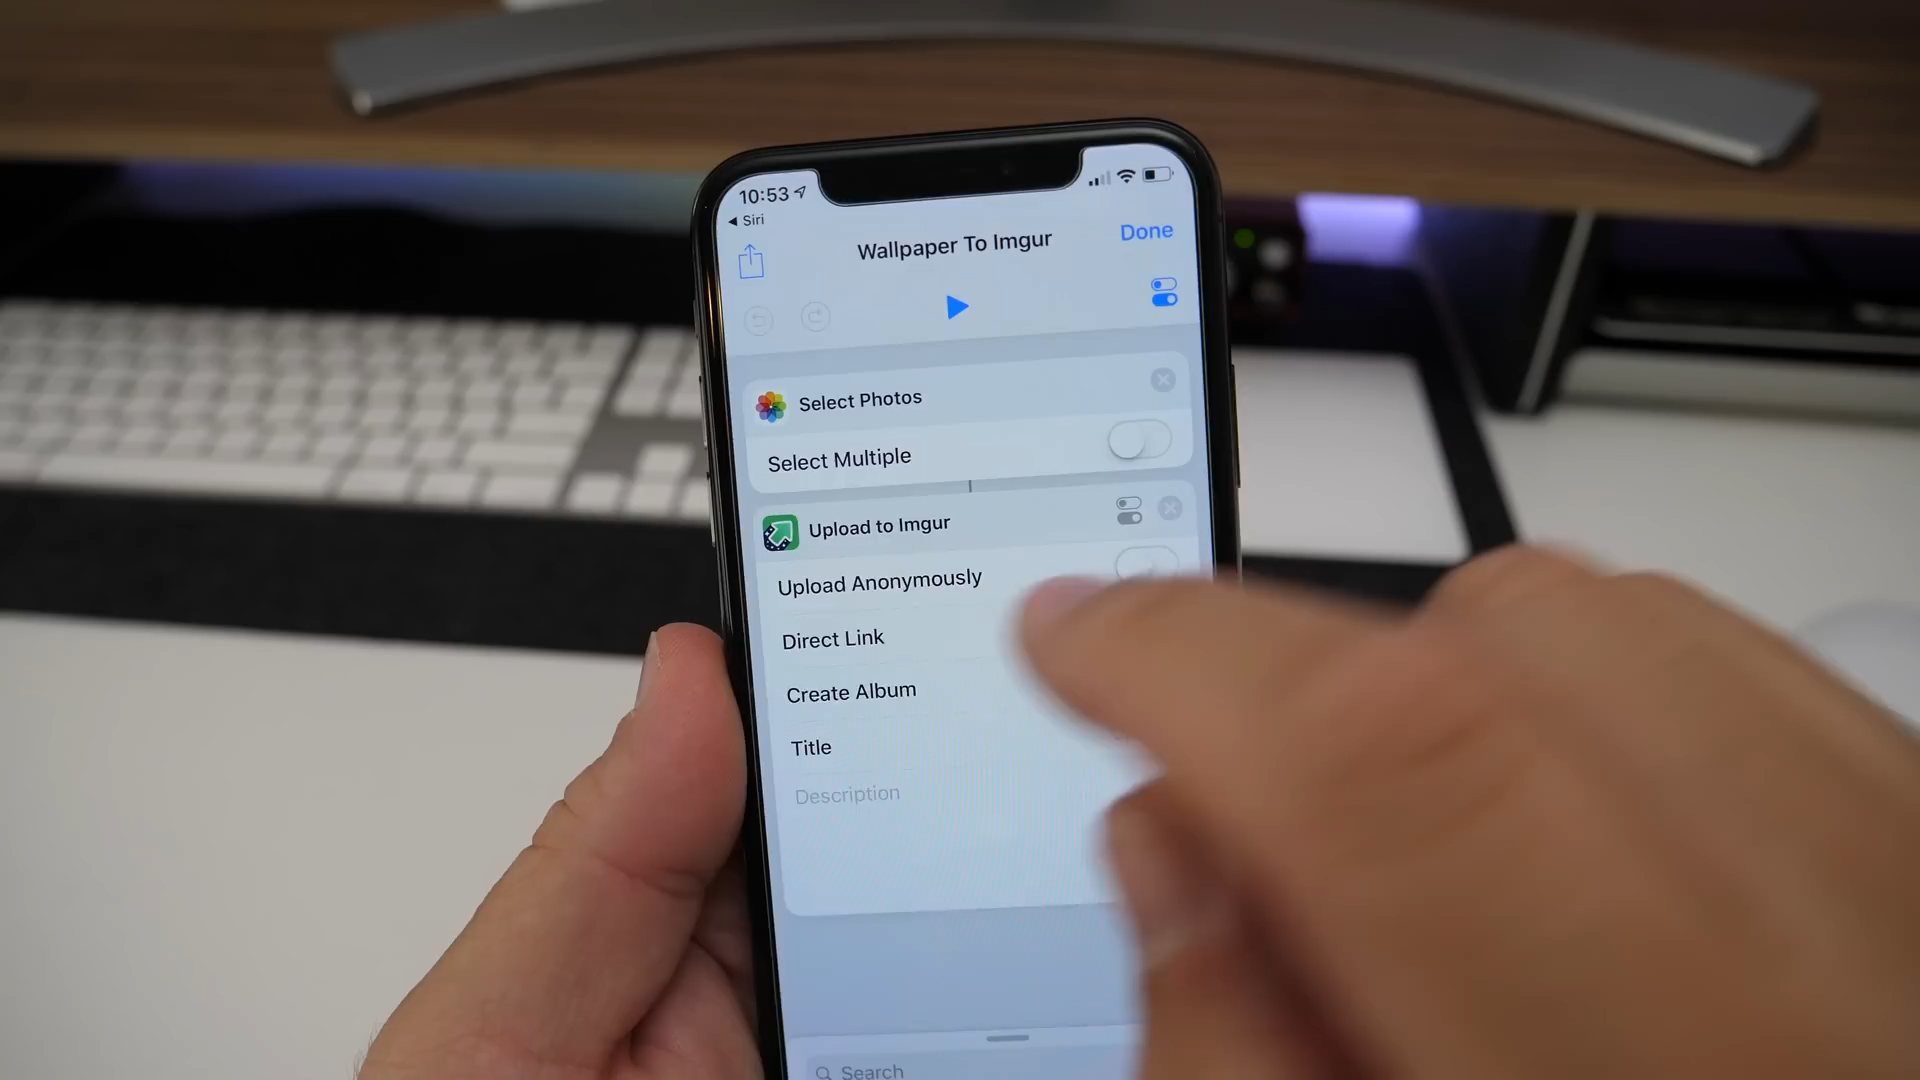 10:53
Siri
Wallpaper To Imgur
Done
Select Photos
Select Multiple
Upload to Imgur
Upload Anonymously
Direct Link
Create Album
Title
Description
Search